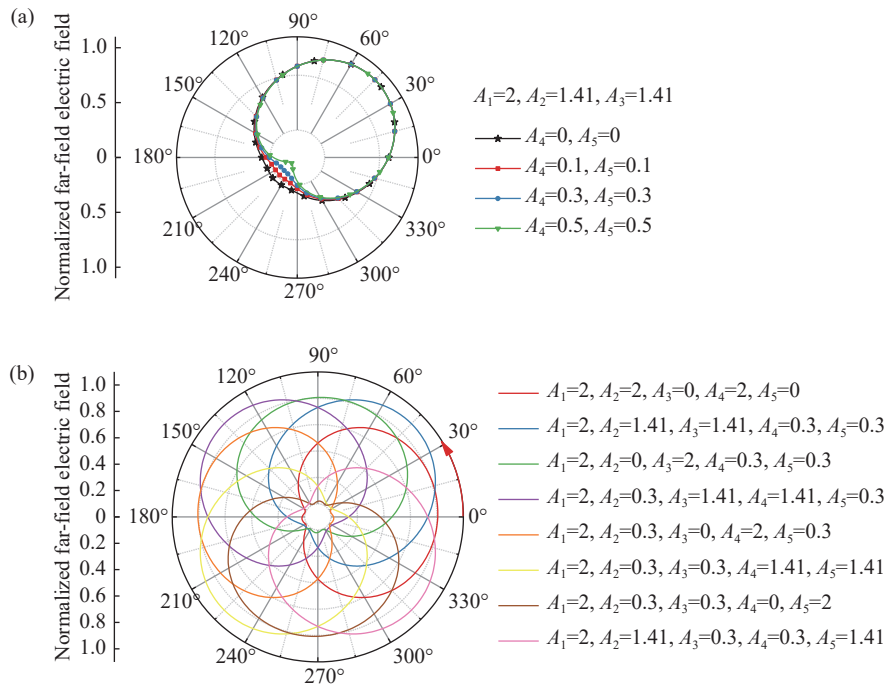 (a)
Normalized far-field electric field
1.0
0.5
0
0.5
1.0
90°
60°
30°
0°
330°
300°
270°
240°
210°
180°
150°
120°
A₁=2, A₂=1.41, A₃=1.41
A₄=0, A₅=0
A₄=0.1, A₅=0.1
A₄=0.3, A₅=0.3
A₄=0.5, A₅=0.5
(b)
Normalized far-field electric field
1.0
0.8
0.6
0.4
0.2
0
0.2
0.4
0.6
0.8
1.0
90°
60°
30°
0°
330°
300°
270°
240°
210°
180°
150°
120°
A₁=2, A₂=2, A₃=0, A₄=2, A₅=0
A₁=2, A₂=1.41, A₃=1.41, A₄=0.3, A₅=0.3
A₁=2, A₂=0, A₃=2, A₄=0.3, A₅=0.3
A₁=2, A₂=0.3, A₃=1.41, A₄=1.41, A₅=0.3
A₁=2, A₂=0.3, A₃=0, A₄=2, A₅=0.3
A₁=2, A₂=0.3, A₃=0.3, A₄=1.41, A₅=1.41
A₁=2, A₂=0.3, A₃=0.3, A₄=0, A₅=2
A₁=2, A₂=1.41, A₃=0.3, A₄=0.3, A₅=1.41